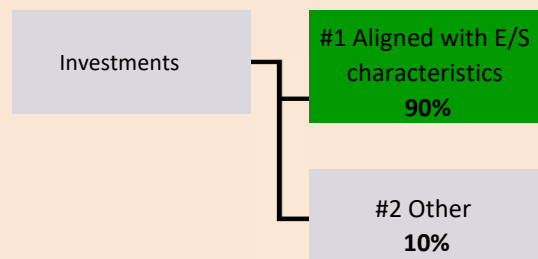 Investments
#1 Aligned with E/S
characteristics
90%
#2 Other
10%